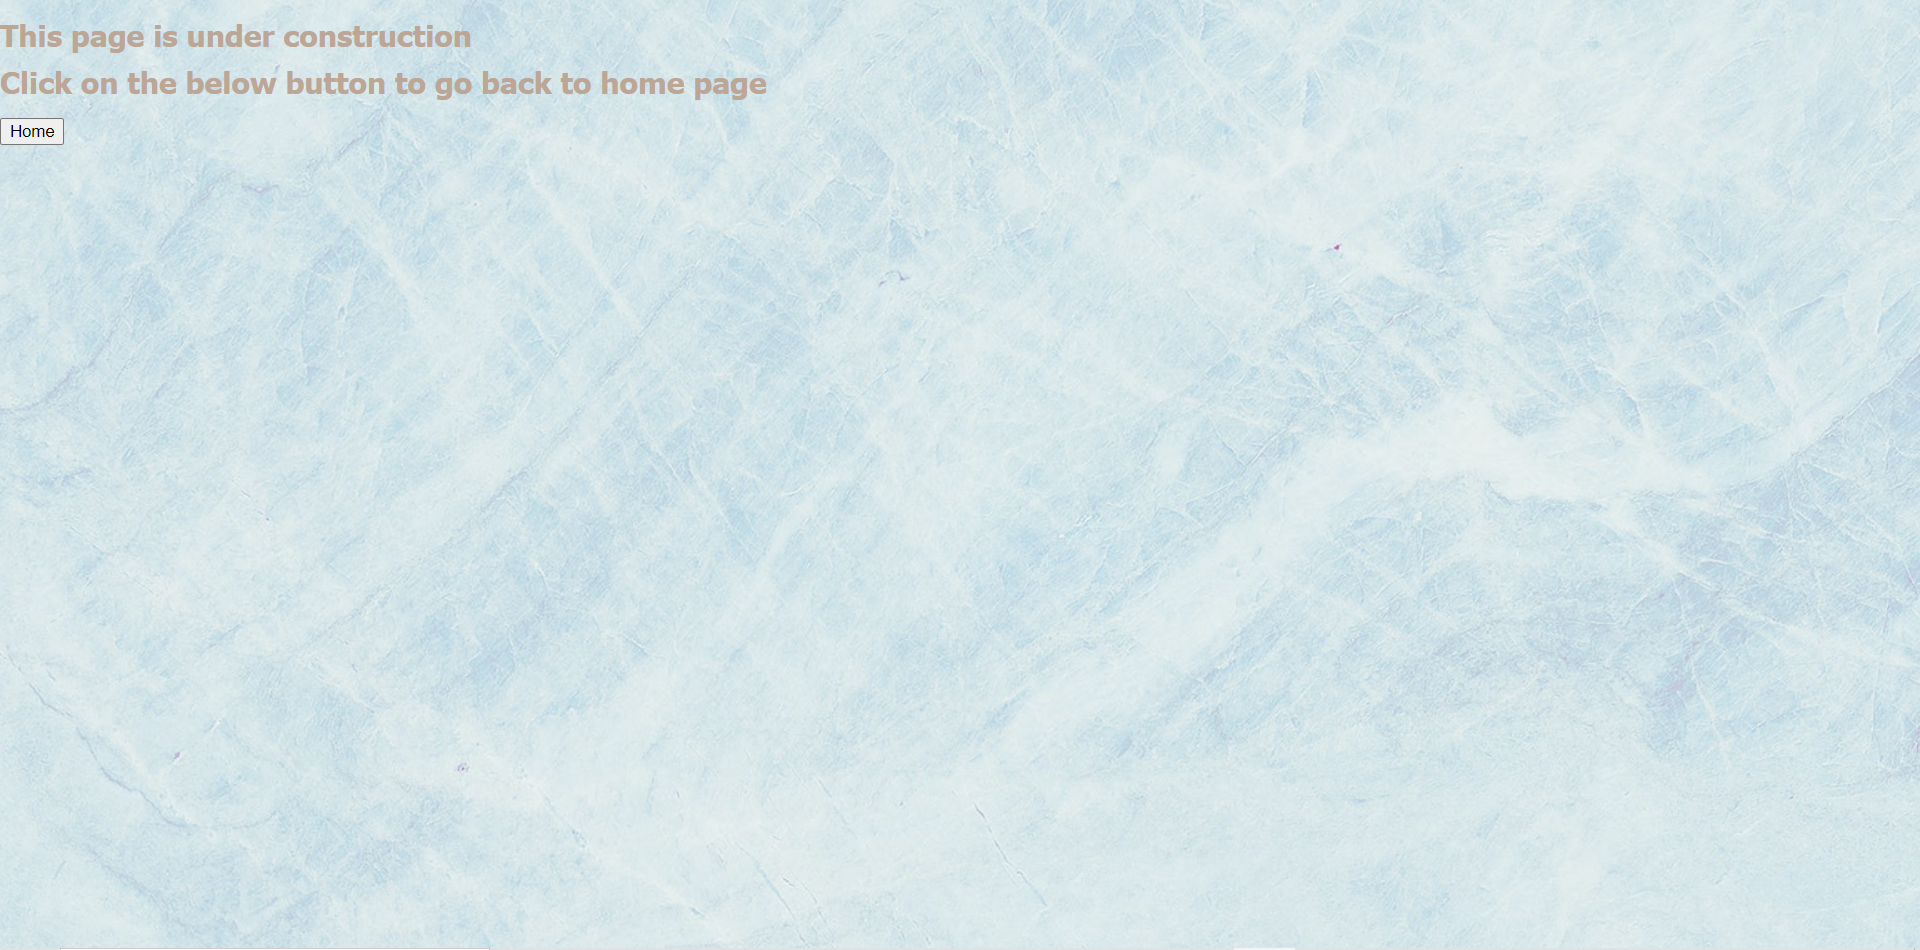 This page is under construction
Click on the below button to go back to home page
Home